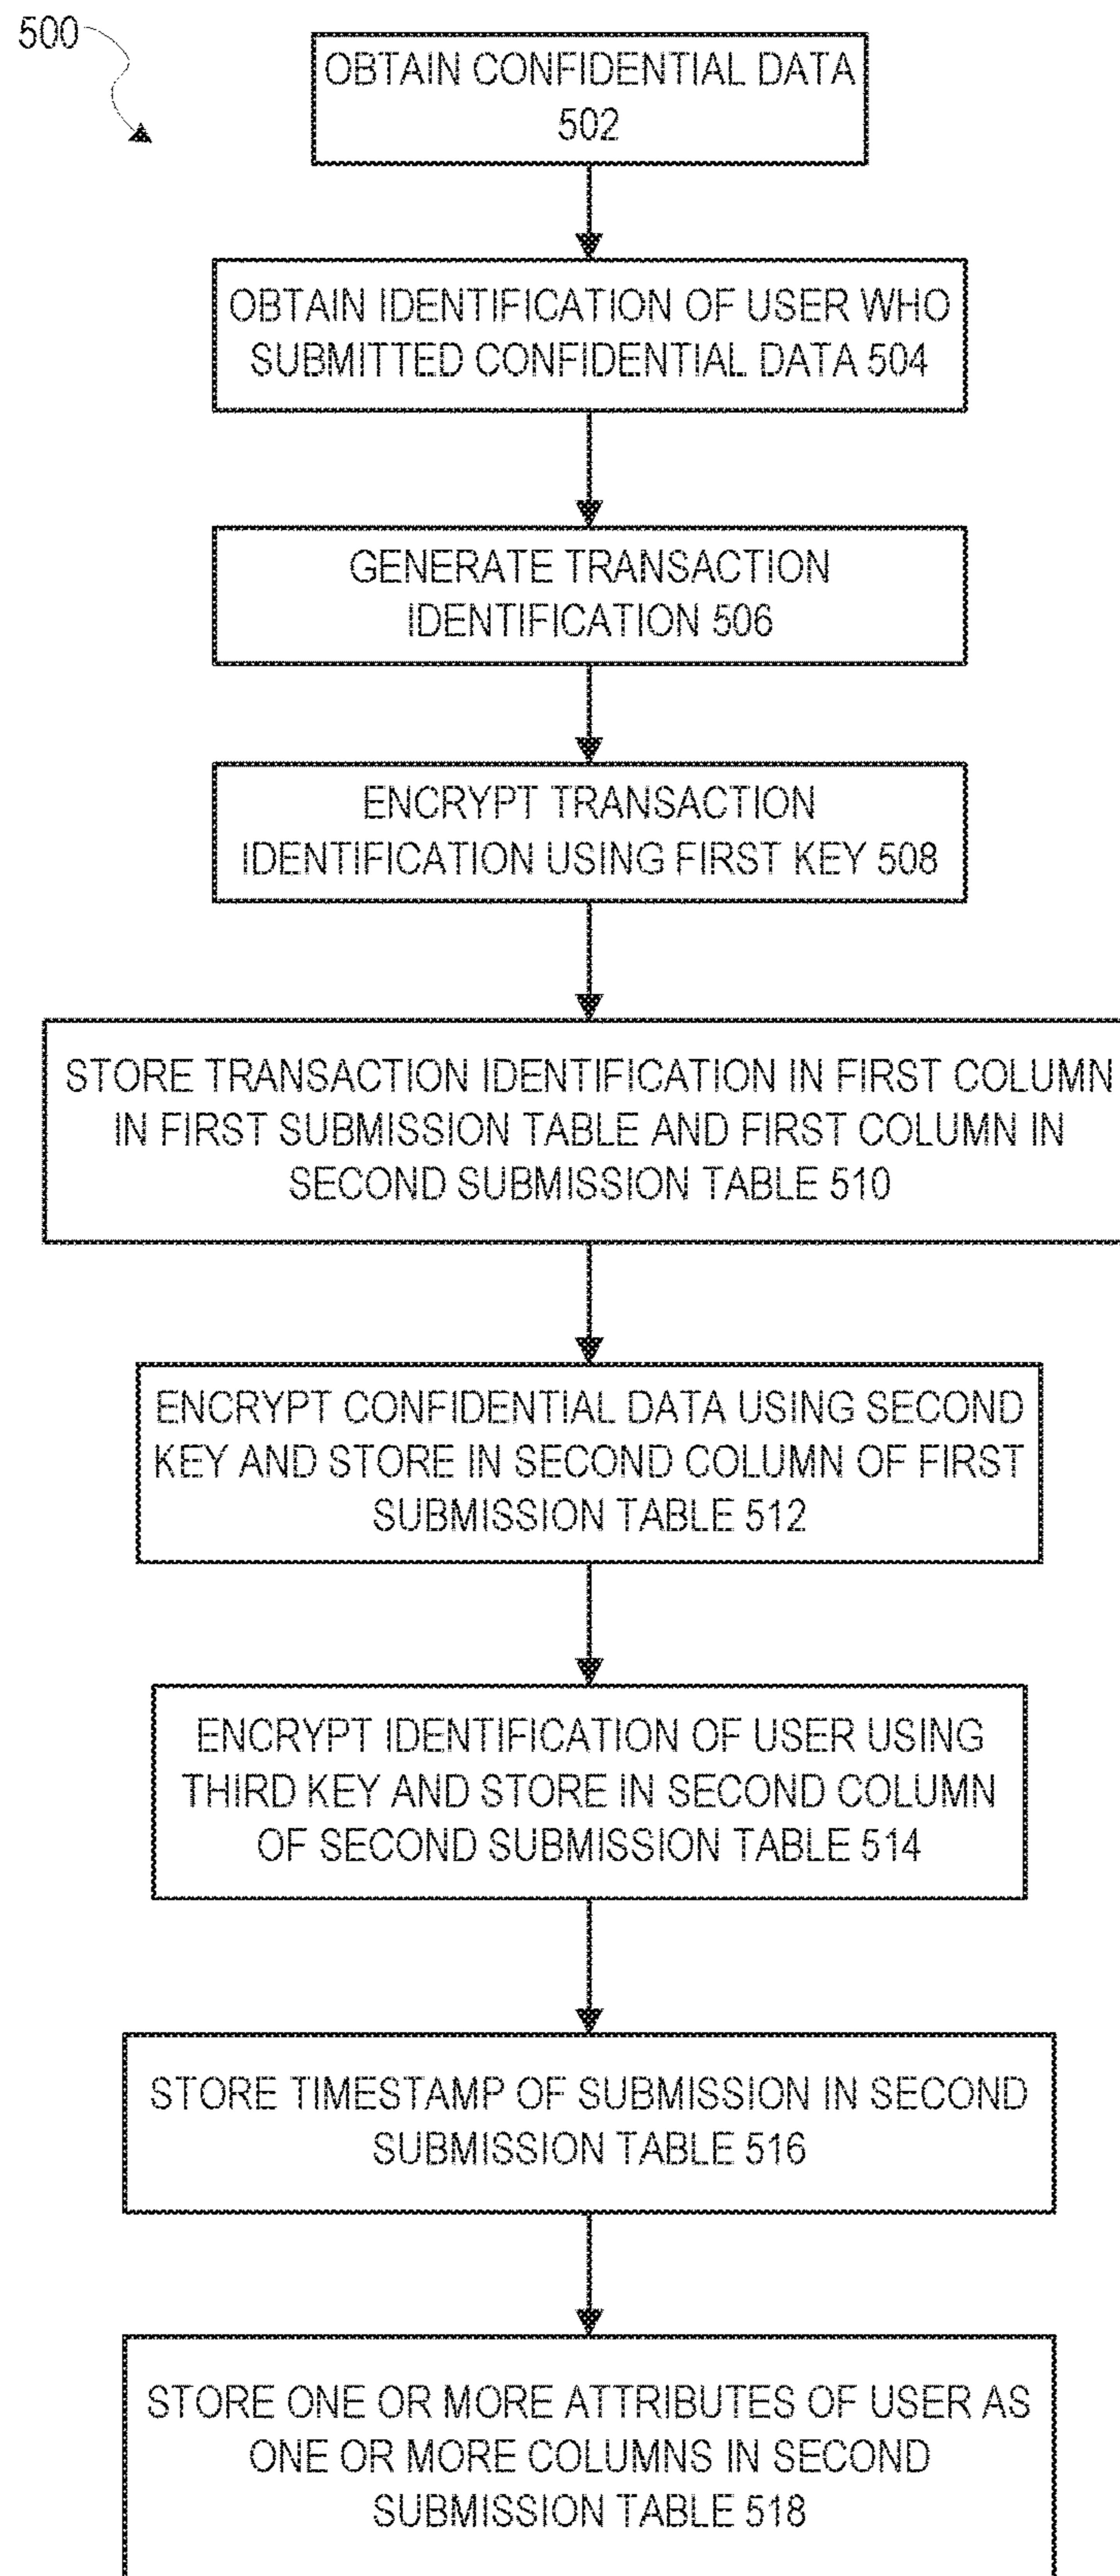 500
OBTAIN CONFIDENTIAL DATA
502
OBTAIN IDENTIFICATION OF USER WHO
SUBMITTED CONFIDENTIAL DATA 504
GENERATE TRANSACTION
IDENTIFICATION 506
ENCRYPT TRANSACTION
IDENTIFICATION USING FIRST KEY 508
STORE TRANSACTION IDENTIFICATION IN FIRST COLUMN
IN FIRST SUBMISSION TABLE AND FIRST COLUMN IN
SECOND SUBMISSION TABLE 510
ENCRYPT CONFIDENTIAL DATA USING SECOND
KEY AND STORE IN SECOND COLUMN OF FIRST
SUBMISSION TABLE 512
ENCRYPT IDENTIFICATION OF USER USING
THIRD KEY AND STORE IN SECOND COLUMN
OF SECOND SUBMISSION TABLE 514
STORE TIMESTAMP OF SUBMISSION IN SECOND
SUBMISSION TABLE 516
STORE ONE OR MORE ATTRIBUTES OF USER AS
ONE OR MORE COLUMNS IN SECOND
SUBMISSION TABLE 518